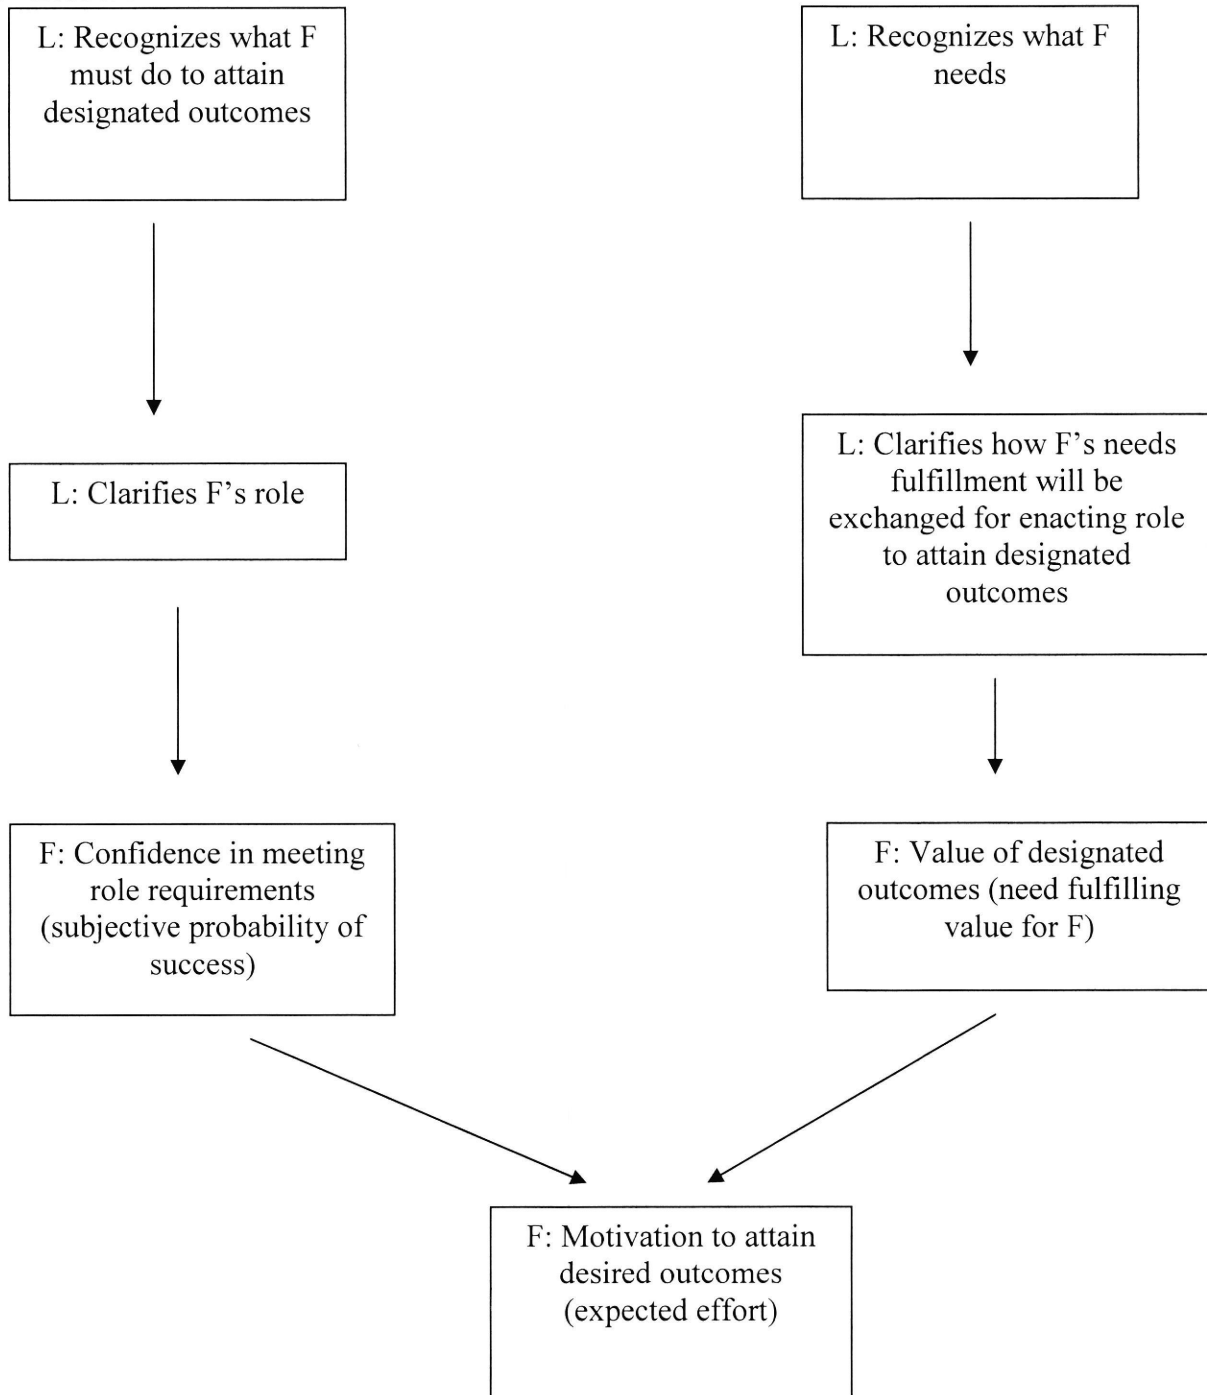 L: Recognizes what F
must do to attain
designated outcomes
L: Recognizes what F
needs
L: Clarifies F’s role
L: Clarifies how F’s needs
fulfillment will be
exchanged for enacting role
to attain designated
outcomes
F: Confidence in meeting
role requirements
(subjective probability of
success)
F: Value of designated
outcomes (need fulfilling
value for F)
F: Motivation to attain
desired outcomes
(expected effort)